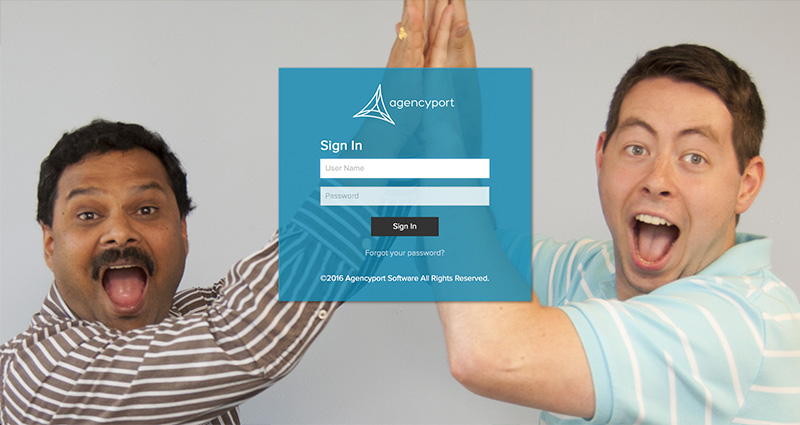 agencyport
Sign In
User Name
Password
Sign In
Forgot your password?
©2016 Agencyport Software All Rights Reserved.